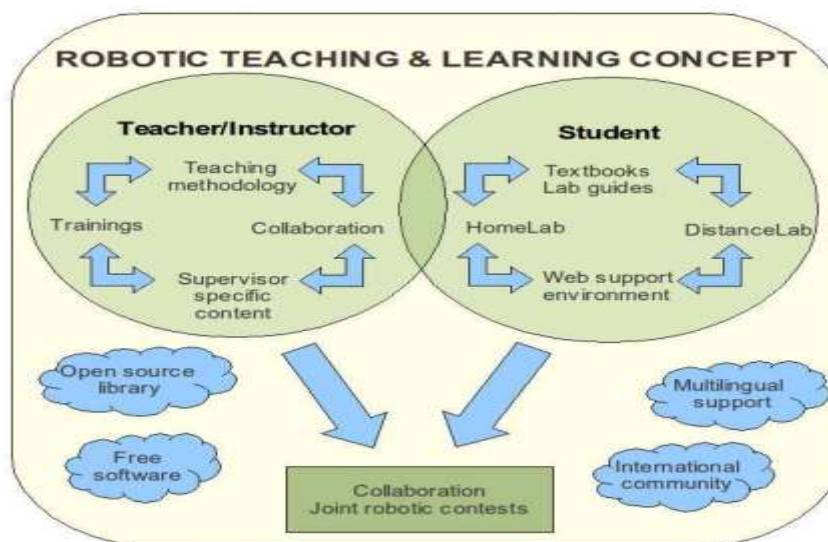 ROBOTIC TEACHING & LEARNING CONCEPT
Teacher/Instructor
Teaching
methodology
Trainings
Collaboration
Supervisor
specific
content
Student
Textbooks
Lab guides
HomeLab
DistanceLab
Web support
environment
Open source
library
Free
software
Multilingual
support
International
community
Collaboration
Joint robotic contests